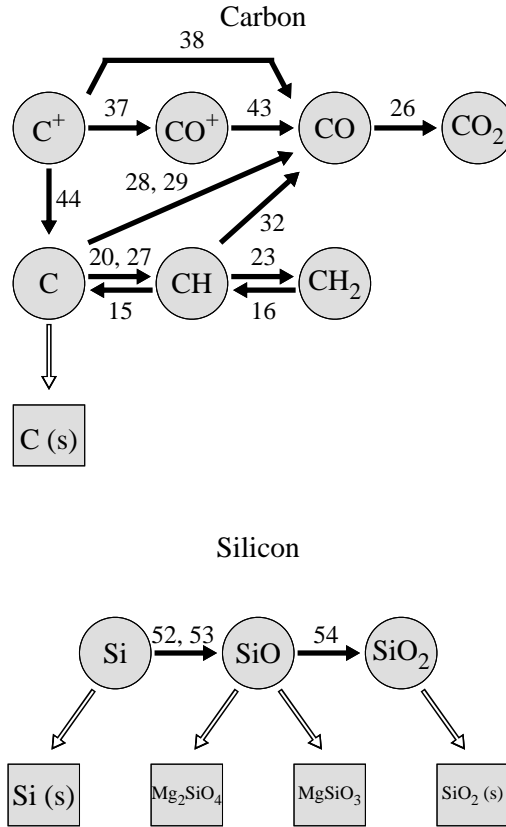 Carbon
38
C⁺ 37 CO⁺ 43 CO 26 CO₂
44 28, 29 32
C 20, 27 CH 23 CH₂
15 16
C (s)
Silicon
Si 52, 53 SiO 54 SiO₂
Si (s) Mg₂SiO₄ MgSiO₃ SiO₂ (s)